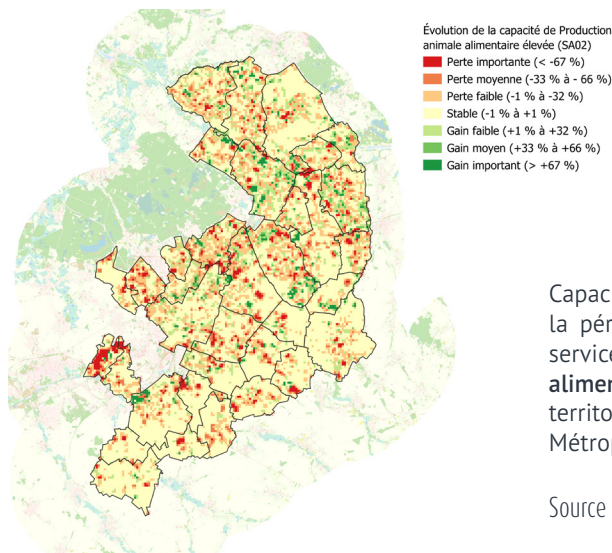 Évolution de la capacité de Production
animale alimentaire élevée (SA02)
Perte importante (< -67 %)
Perte moyenne (-33 % à - 66 %)
Perte faible (-1 % à -32 %)
Stable (-1 % à +1 %)
Gain faible (+1 % à +32 %)
Gain moyen (+33 % à +66 %)
Gain important (> +67 %)
Capac
la pér
service
alimen
territo
Métrop
Source